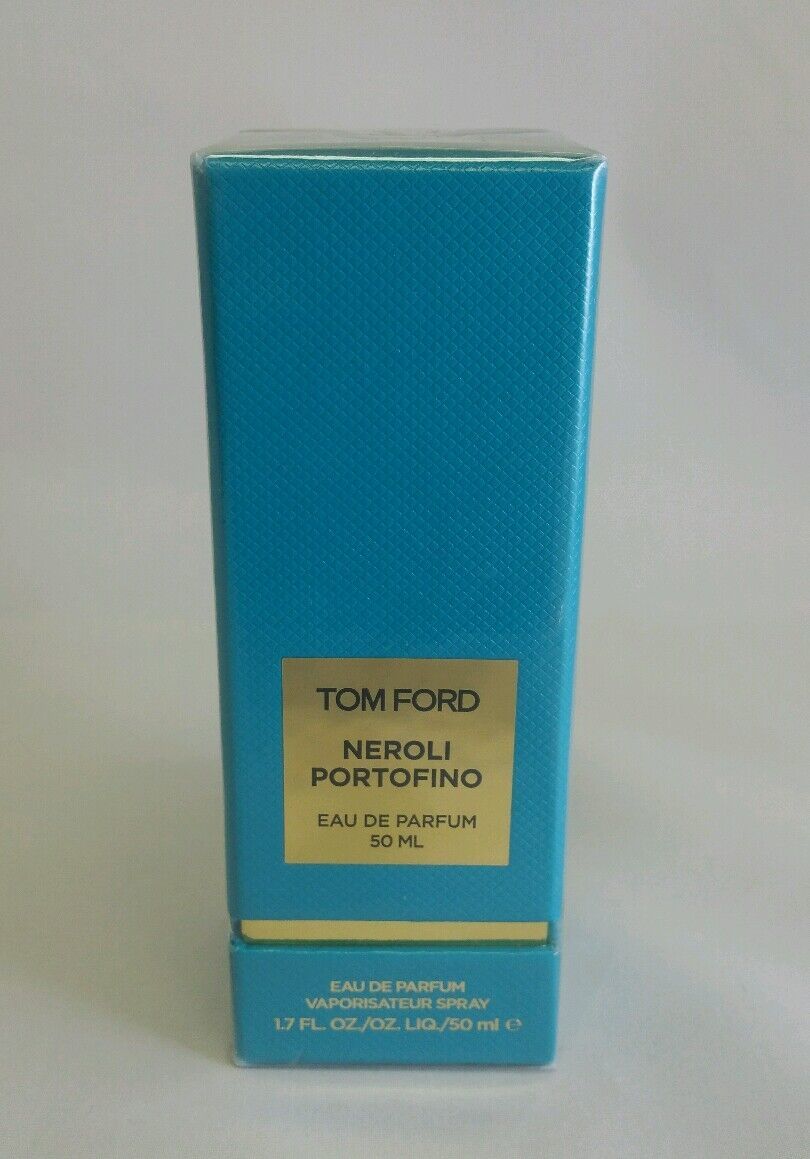 TOM FORD
NEROLI
PORTOFINO
EAU DE PARFUM
50 ML
EAU DE PARFUM
VAPORISATEUR SPRAY
1.7 FL. OZ./OZ. LIQ./50 ml ℮